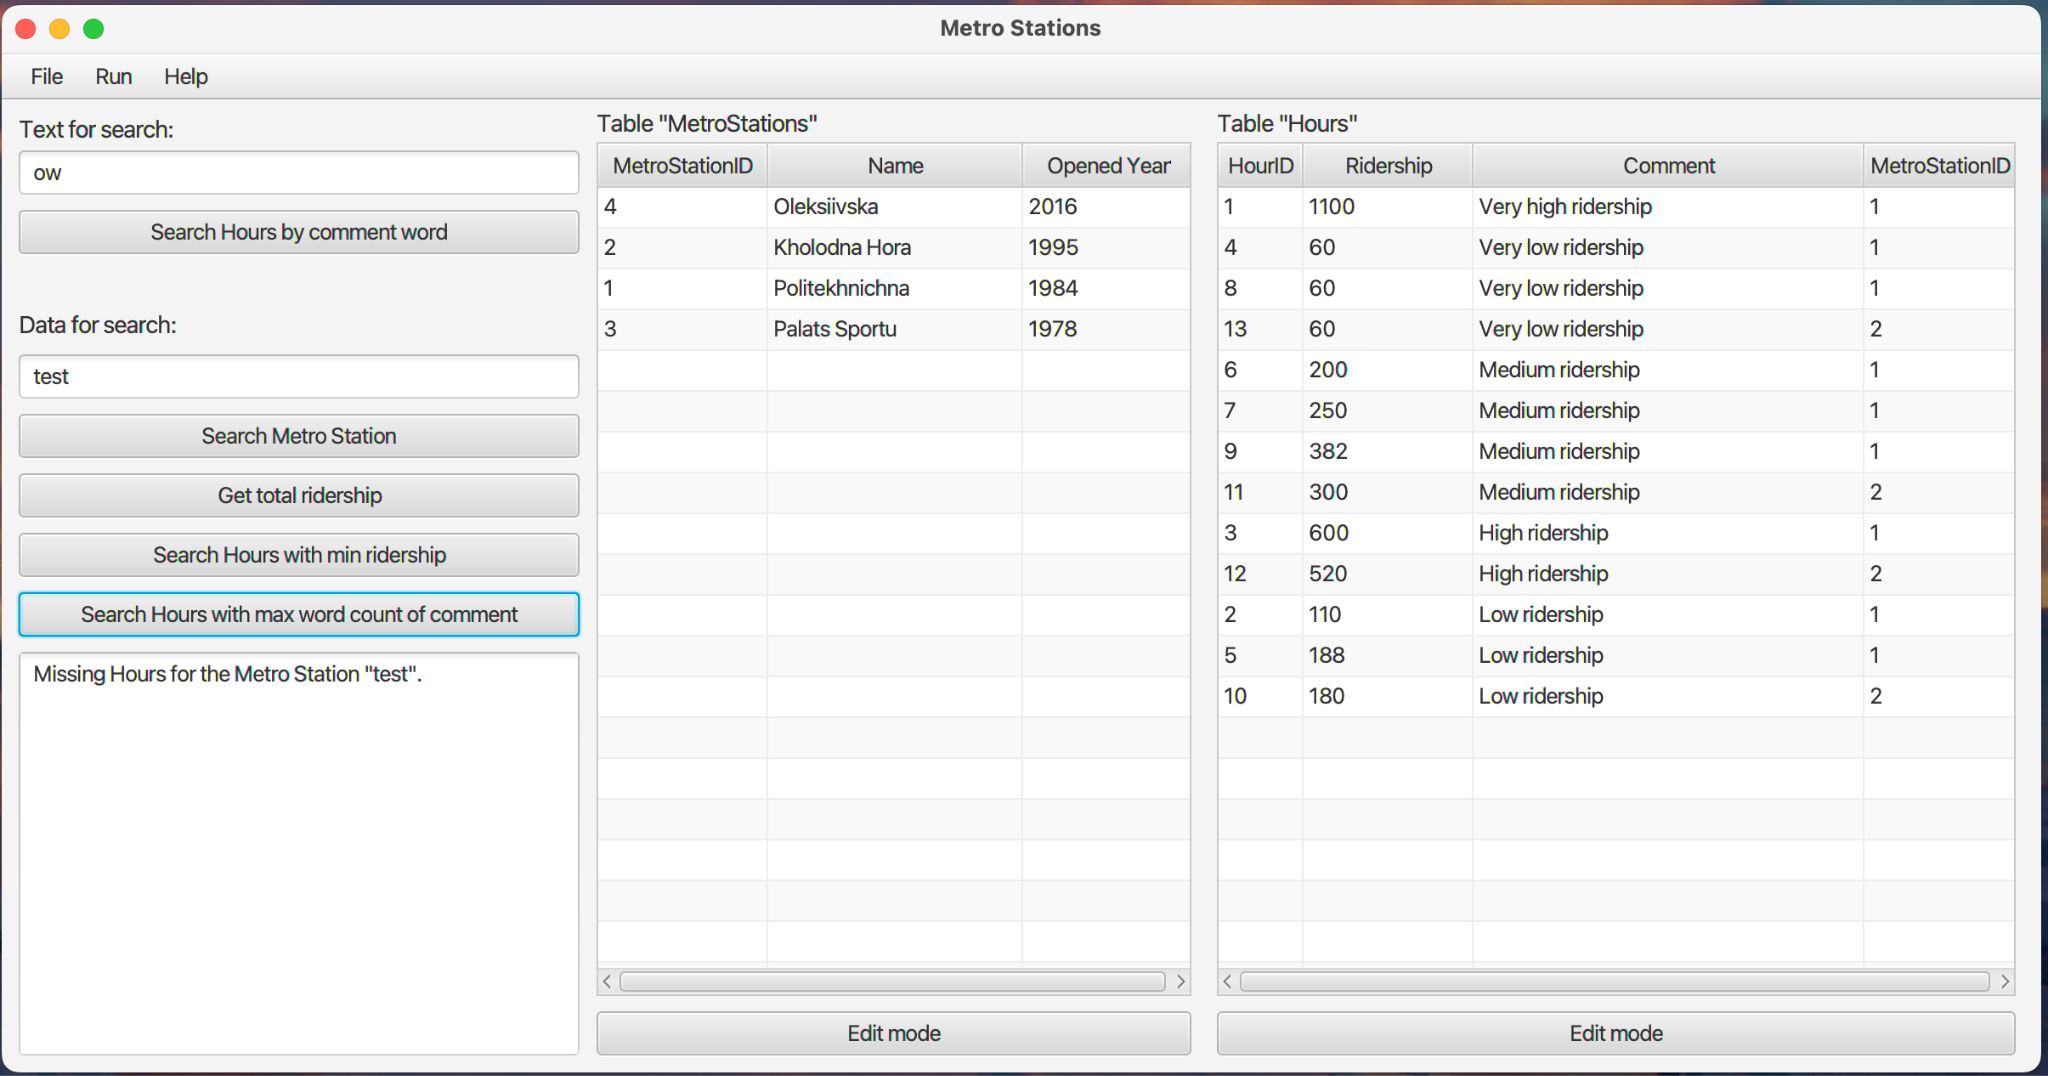 Metro Stations
File Run Help
Text for search:
ow
Search Hours by comment word
Data for search:
test
Search Metro Station
Get total ridership
Search Hours with min ridership
Search Hours with max word count of comment
Missing Hours for the Metro Station "test".
Table "MetroStations"
MetroStationID Name Opened Year
4 Oleksiivska 2016
2 Kholodna Hora 1995
1 Politekhnichna 1984
3 Palats Sportu 1978
Edit mode
Table "Hours"
HourID Ridership Comment MetroStationID
1 1100 Very high ridership 1
4 60 Very low ridership 1
8 60 Very low ridership 1
13 60 Very low ridership 2
6 200 Medium ridership 1
7 250 Medium ridership 1
9 382 Medium ridership 1
11 300 Medium ridership 2
3 600 High ridership 1
12 520 High ridership 2
2 110 Low ridership 1
5 188 Low ridership 1
10 180 Low ridership 2
Edit mode